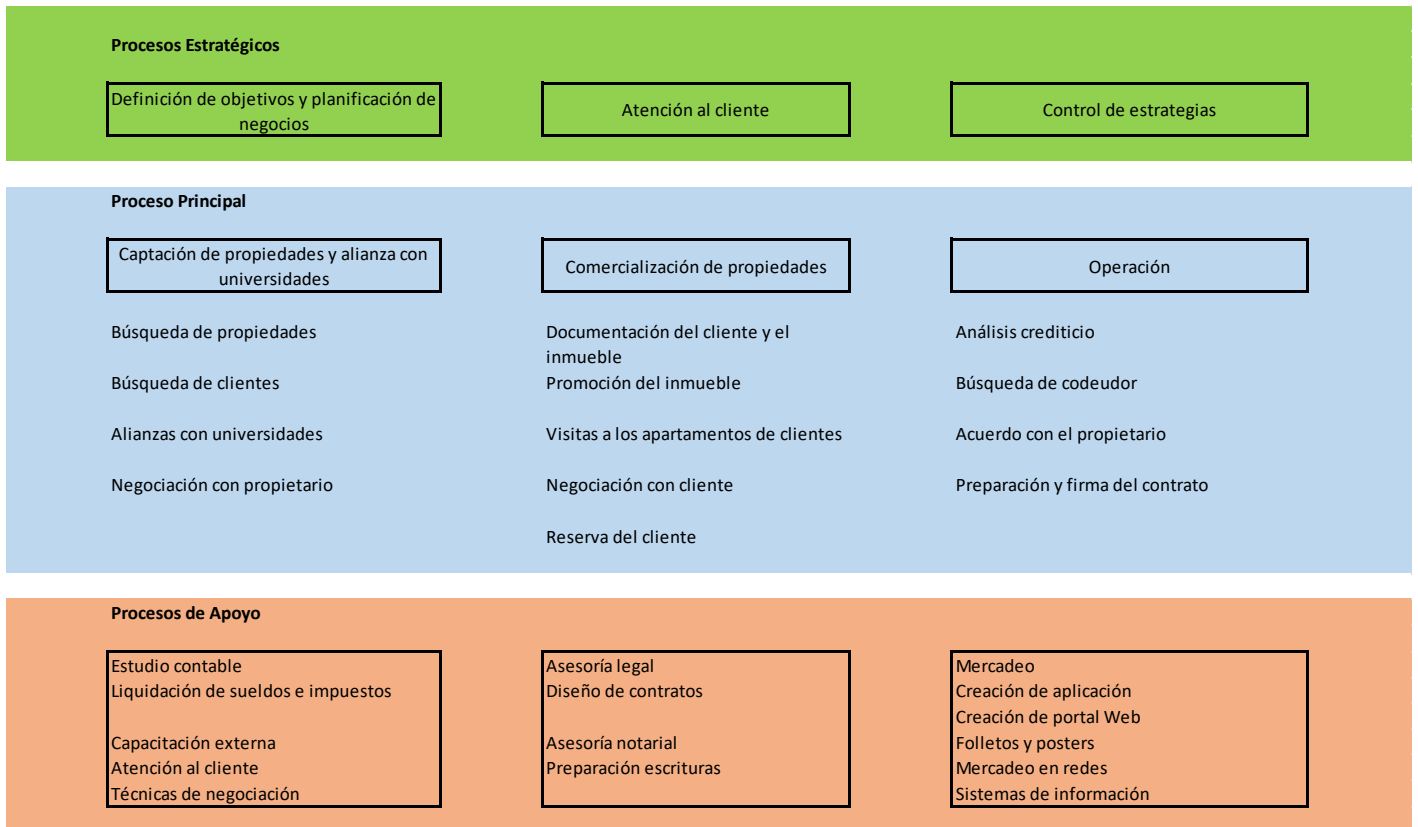 Procesos Estratégicos
Definición de objetivos y planificación de
negocios
Atención al cliente
Control de estrategias
Proceso Principal
Captación de propiedades y alianza con
universidades
Comercialización de propiedades
Operación
Búsqueda de propiedades
Documentación del cliente y el
inmueble
Análisis crediticio
Búsqueda de clientes
Promoción del inmueble
Búsqueda de codeudor
Alianzas con universidades
Visitas a los apartamentos de clientes
Acuerdo con el propietario
Negociación con propietario
Negociación con cliente
Preparación y firma del contrato
Reserva del cliente
Procesos de Apoyo
Estudio contable
Liquidación de sueldos e impuestos
Capacitación externa
Atención al cliente
Técnicas de negociación
Asesoría legal
Diseño de contratos
Asesoría notarial
Preparación escrituras
Mercadeo
Creación de aplicación
Creación de portal Web
Folletos y posters
Mercadeo en redes
Sistemas de información